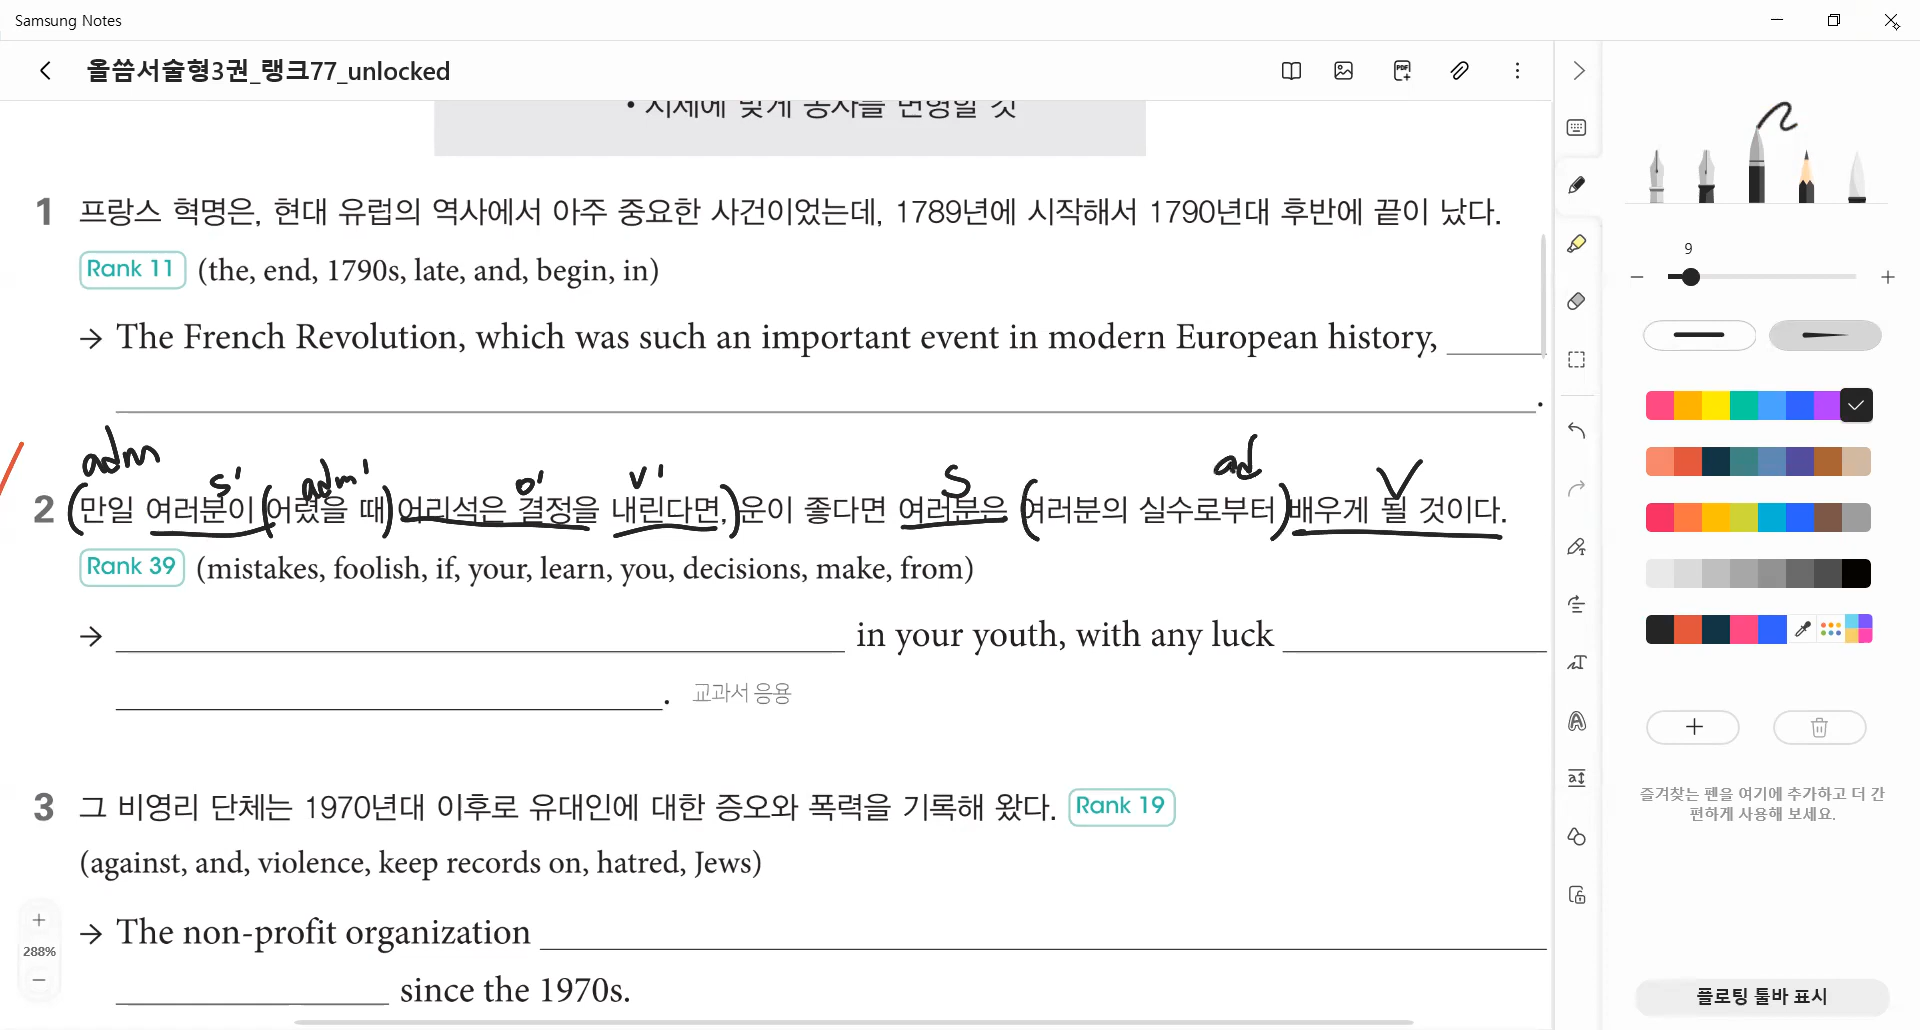 Samsung Notes
올씀서술형3권_랭크77_unlocked
• 시제에 맞게 동사를 변형할 것
1 프랑스 혁명은, 현대 유럽의 역사에서 아주 중요한 사건이었는데, 1789년에 시작해서 1790년대 후반에 끝이 났다.
Rank 11 (the, end, 1790s, late, and, begin, in)
→ The French Revolution, which was such an important event in modern European history,
.
adm s' adm' o' v' S ad V
2 (만일 여러분이 (어렸을 때) 어리석은 결정을 내린다면,) 운이 좋다면 여러분은 (여러분의 실수로부터) 배우게 될 것이다.
Rank 39 (mistakes, foolish, if, your, learn, you, decisions, make, from)
→ in your youth, with any luck
. 교과서 응용
3 그 비영리 단체는 1970년대 이후로 유대인에 대한 증오와 폭력을 기록해 왔다. Rank 19
(against, and, violence, keep records on, hatred, Jews)
→ The non-profit organization
since the 1970s.
288%
9
즐겨찾는 펜을 여기에 추가하고 더 간
편하게 사용해 보세요.
플로팅 툴바 표시